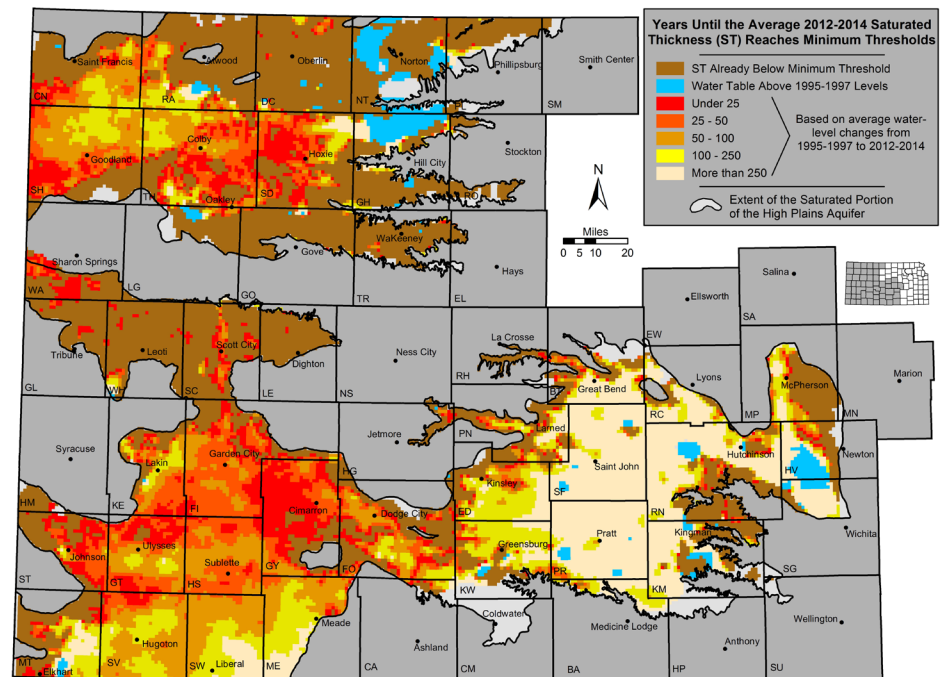 Years Until the Average 2012-2014 Saturated
Thickness (ST) Reaches Minimum Thresholds
ST Already Below Minimum Threshold
Water Table Above 1995-1997 Levels
Under 25
25 - 50
50 - 100
100 - 250
More than 250
Based on average water-
level changes from
1995-1997 to 2012-2014
Extent of the Saturated Portion
of the High Plains Aquifer
N
Miles
0 5 10 20
Saint Francis
Atwood
Oberlin
Norton
Phillipsburg
Smith Center
CN
RA
DC
NT
SM
Colby
Goodland
Hoxie
Hill City
Stockton
SH
TH
Oakley
SD
GH
RO
Sharon Springs
Gove
WaKeeney
Hays
WA
LG
GO
TR
EL
Salina
Ellsworth
SA
EW
Tribune
Leoti
Scott City
Dighton
Ness City
La Crosse
Great Bend
Lyons
McPherson
Marion
GL
WH
SC
LE
NS
RH
BT
RC
MP
MN
Syracuse
Lakin
Garden City
Jetmore
PN
Larned
Saint John
Hutchinson
HV
Newton
HM
KE
FI
HG
Kinsley
SF
RN
Cimarron
Dodge City
ED
Johnson
Ulysses
Sublette
Greensburg
Pratt
Kingman
Wichita
ST
GT
HS
GY
FO
KW
PR
KM
SG
Hugoton
Liberal
Meade
Ashland
Coldwater
Medicine Lodge
Anthony
Wellington
MT
Elkhart
SV
SW
ME
CA
CM
BA
HP
SU